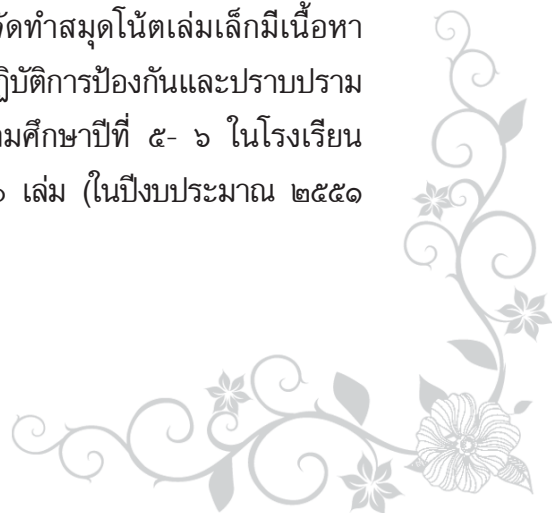 จัดทำสมุดโน้ตเล่มเล็กมีเนื้อหา
ฏิบัติการป้องกันและปราบปราม
มศึกษาปีที่ ๕- ๖ ในโรงเรียน
เล่ม (ในปีงบประมาณ ๒๕๕๑